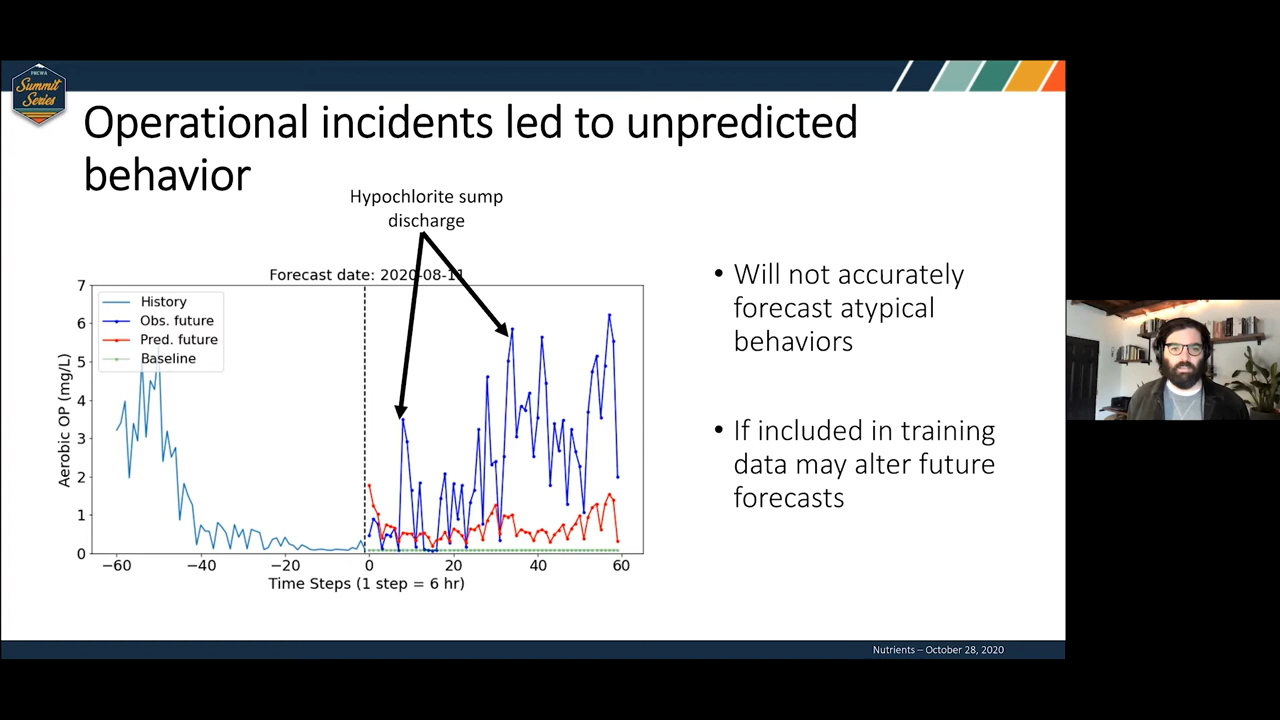 PNCWA
Summit
Series
Operational incidents led to unpredicted
behavior
Hypochlorite sump
discharge
Forecast date: 2020-08-11
History
Obs. future
Pred. future
Baseline
7
6
5
4
3
2
1
0
Aerobic OP (mg/L)
−60
−40
−20
0
20
40
60
Time Steps (1 step = 6 hr)
• Will not accurately
forecast atypical
behaviors
• If included in training
data may alter future
forecasts
Nutrients – October 28, 2020